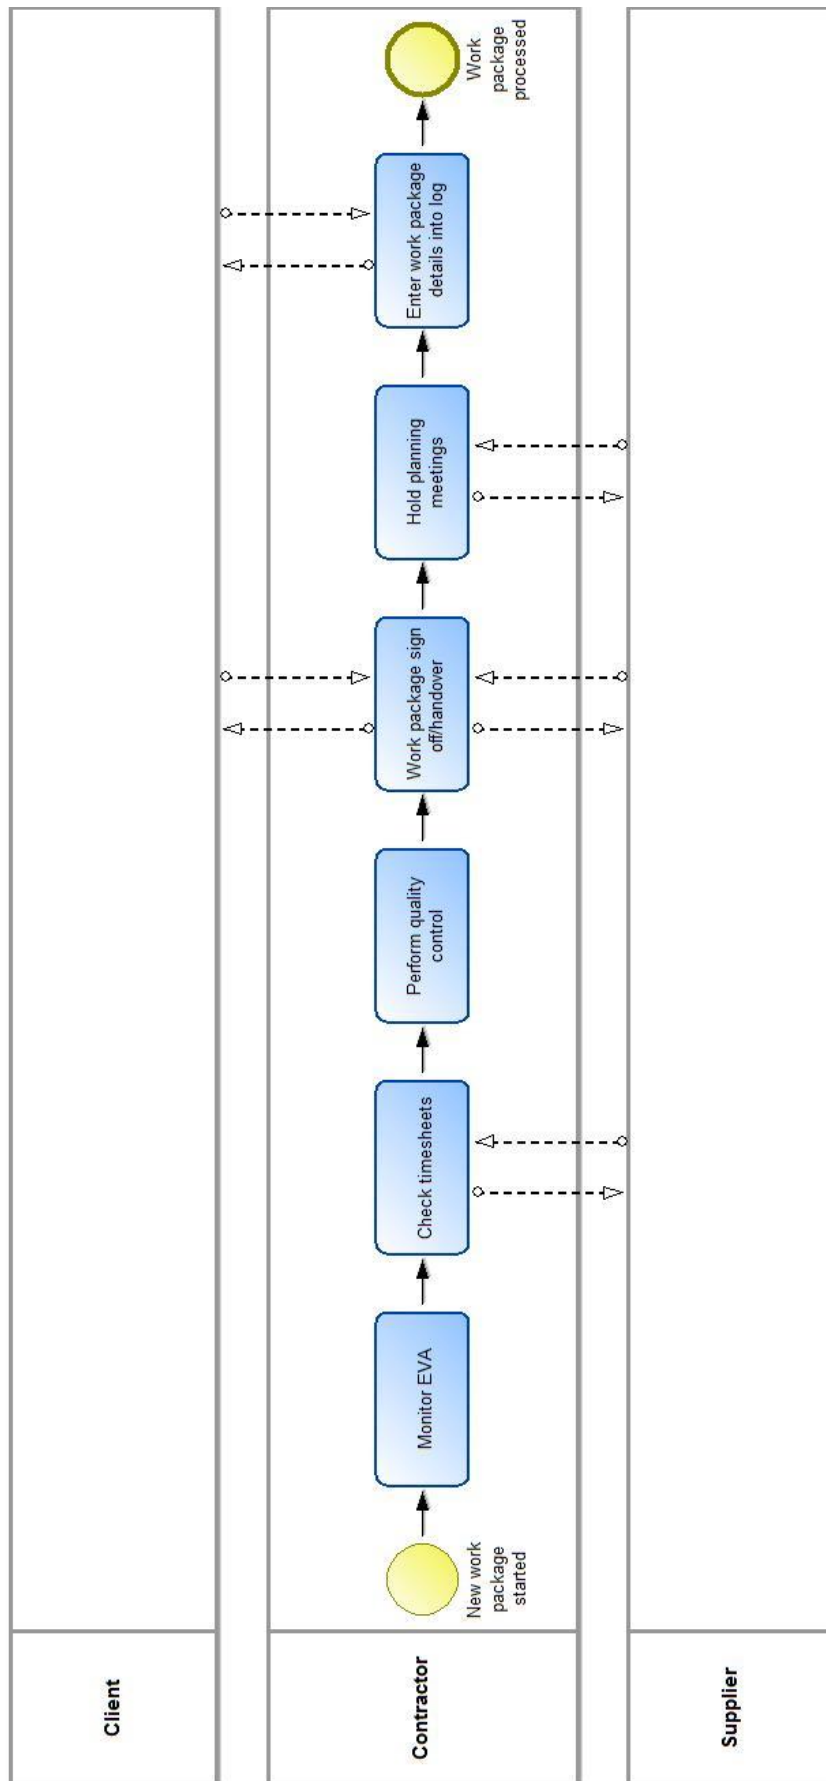 Client
Contractor
New work
package
started
Monitor EVA
Check timesheets
Perform quality
control
Work package sign
off/handover
Hold planning
meetings
Enter work package
details into log
Work
package
processed
Supplier